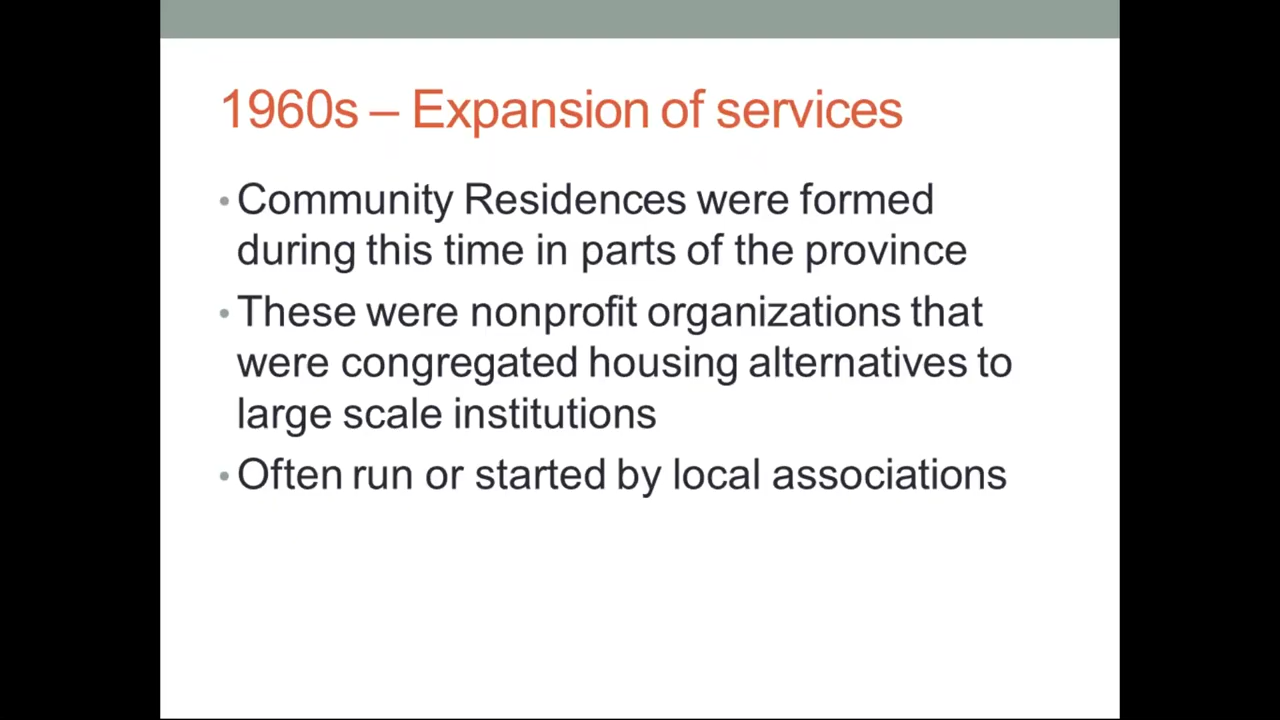 1960s – Expansion of services
• Community Residences were formed
during this time in parts of the province
• These were nonprofit organizations that
were congregated housing alternatives to
large scale institutions
• Often run or started by local associations